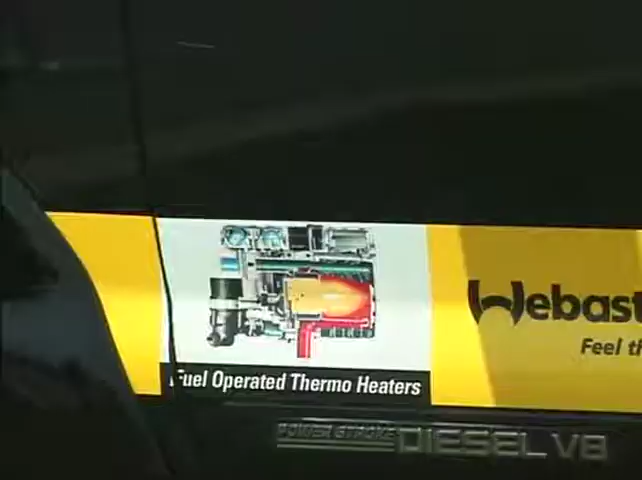 Webast
Feel th
Fuel Operated Thermo Heaters
POWER STROKE DIESEL V8